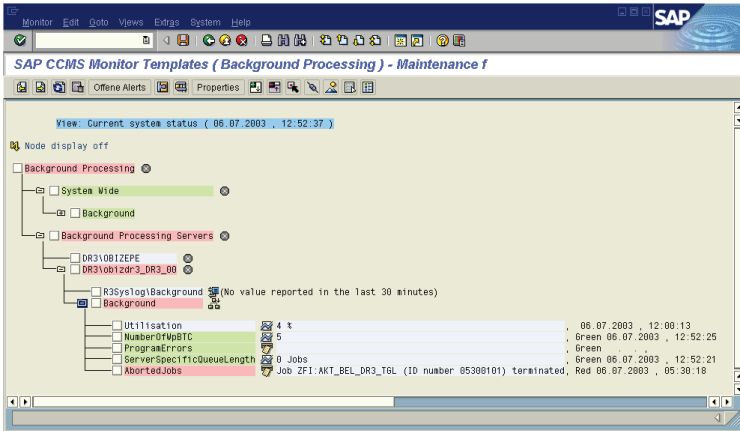 Monitor Edit Goto Views Extras System Help
SAP
SAP CCMS Monitor Templates ( Background Processing ) - Maintenance f
Offene Alerts Properties
View: Current system status ( 06.07.2003 , 12:52:37 )
Node display off
Background Processing
System Wide
Background
Background Processing Servers
DR3\OBIZEPE
DR3\obizdr3_DR3_00
R3Syslog\Background (No value reported in the last 30 minutes)
Background
Utilisation 4 % , 06.07.2003 , 12:00:13
NumberOfWpBTC 5 , Green 06.07.2003 , 12:52:25
ProgramErrors , Green . . ,
ServerSpecificQueueLength 0 Jobs , Green 06.07.2003 , 12:52:21
AbortedJobs Job ZFI:AKT_BEL_DR3_TGL (ID number 05300101) terminated, Red 06.07.2003 , 05:30:18